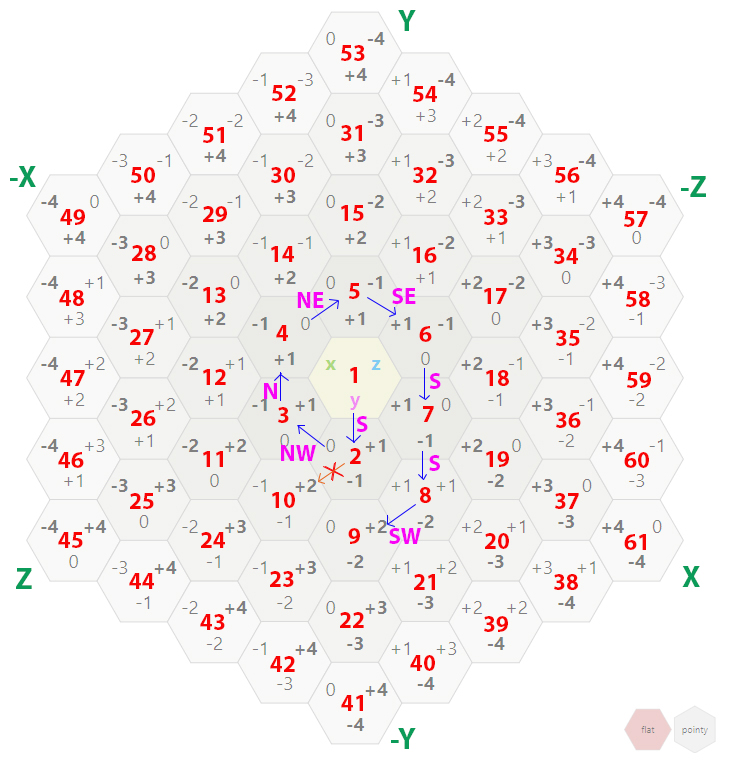 Y
0 53 -4
+4
-1 52 -3 +1 54 -4
+4 +3
-2 51 -2 0 31 -3 +2 55 -4
+4 +3 +2
-3 50 -1 -1 30 -2 +1 32 -3 +3 56 -4
+4 +3 +2 +1
-X -Z
-4 49 0 -2 29 -1 0 15 -2 +2 33 -3 +4 57 -4
+4 +3 +2 +1 0
-3 28 0 -1 14 -1 +1 16 -2 +3 34 -3
+3 +2 +1 0
-4 48 +1 -2 13 0 0 5 -1 +2 17 -2 +4 58 -3
NE SE
+3 +2 +1 0 -1
-3 27 +1 -1 4 0 +1 6 -1 +3 35 -2
+2 +1 0 -1
-4 47 +2 -2 12 +1 x 1 z +2 18 -1 +4 59 -2
N S
+2 +1 y -1 -2
-3 26 +2 -1 3 +1 +1 7 0 +3 36 -1
S
+1 0 -1 -2
-4 46 +3 -2 11 +2 NW 0 2 +1 S +2 19 0 +4 60 -1
+1 0 -1 -2 -3
-3 25 +3 -1 10 +2 +1 8 +1 +3 37 0
0 -1 -2 -3
-4 45 +4 -2 24 +3 0 9 +2 SW +2 20 +1 +4 61 0
0 -1 -2 -3 -4
Z X
-3 44 +4 -1 23 +3 +1 21 +2 +3 38 +1
-1 -2 -3 -4
-2 43 +4 0 22 +3 +2 39 +2
-2 -3 -4
-1 42 +4 +1 40 +3
-3 -4
0 41 +4
-4
-Y
flat pointy